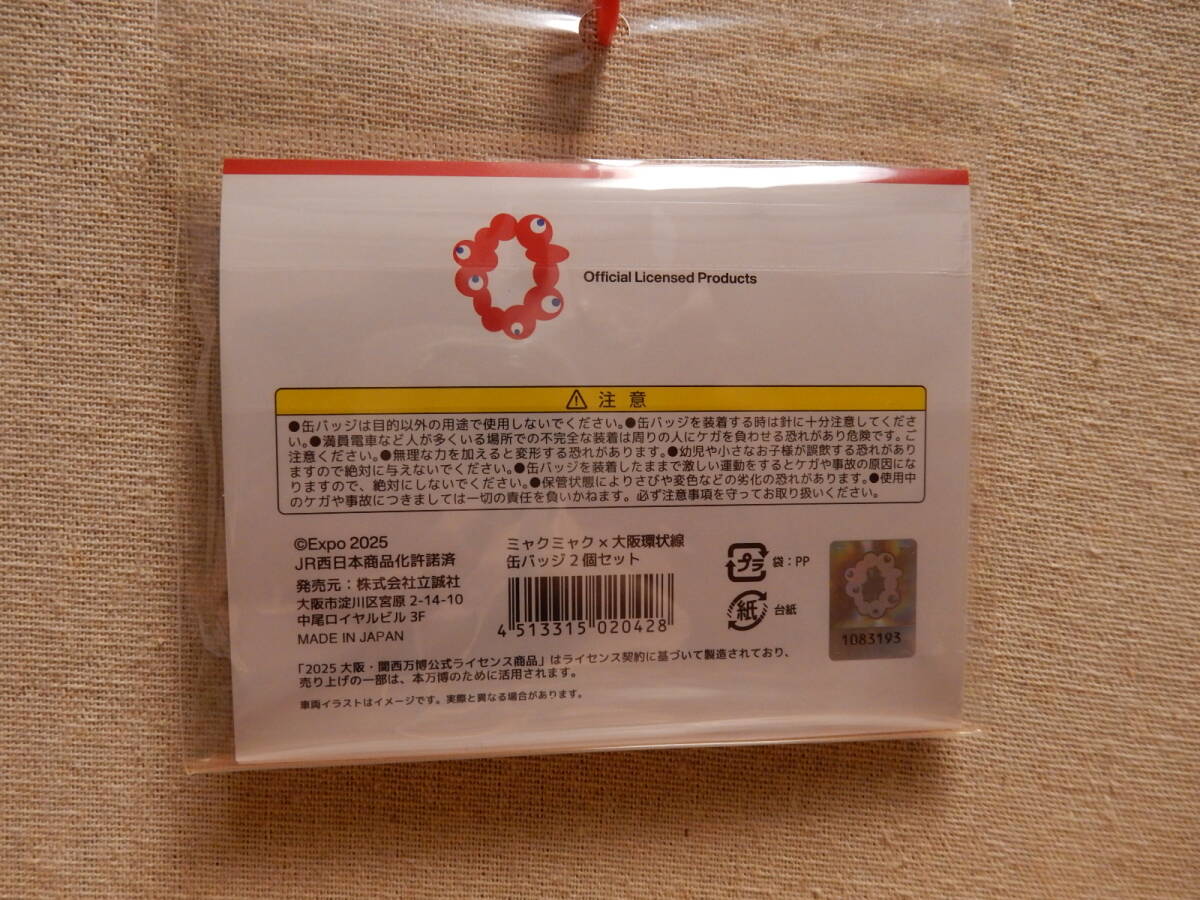 Official Licensed Products
⚠ 注意
●缶バッジは目的以外の用途で使用しないでください。●缶バッジを装着する時は針に十分注意してくださ
い。●満員電車など人が多くいる場所での不完全な装着は周りの人にケガを負わせる恐れがあり危険です。ご
注意ください。●無理な力を加えると変形する恐れがあります。●幼児や小さなお子様が誤飲する恐れがあり
ますので絶対に与えないでください。●缶バッジを装着したままで激しい運動をするとケガや事故の原因にな
りますので、絶対にしないでください。●保管状態によりさびや変色などの劣化の恐れがあります。●使用中
のケガや事故につきましては一切の責任を負いかねます。必ず注意事項を守ってお取り扱いください。
©Expo 2025
JR西日本商品化許諾済
発売元：株式会社立誠社
大阪市淀川区宮原 2-14-10
中尾ロイヤルビル 3F
MADE IN JAPAN
ミャクミャク×大阪環状線
缶バッジ２個セット
4 513315 020428
プラ
袋：PP
紙
台紙
1083193
「2025 大阪・関西万博公式ライセンス商品」はライセンス契約に基づいて製造されており、
売り上げの一部は、本万博のために活用されます。
車両イラストはイメージです。実際と異なる場合があります。